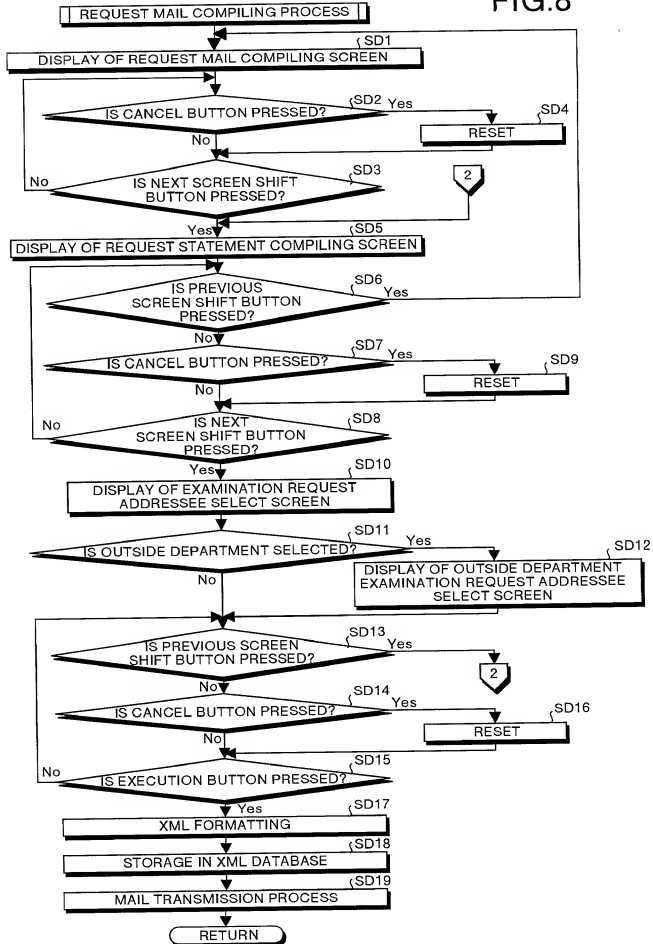 FIG.8
REQUEST MAIL COMPILING PROCESS
SD1
DISPLAY OF REQUEST MAIL COMPILING SCREEN
SD2
IS CANCEL BUTTON PRESSED?
Yes
SD4
RESET
No
SD3
IS NEXT SCREEN SHIFT
BUTTON PRESSED?
No
2
Yes
SD5
DISPLAY OF REQUEST STATEMENT COMPILING SCREEN
SD6
IS PREVIOUS
SCREEN SHIFT BUTTON
PRESSED?
Yes
No
SD7
IS CANCEL BUTTON PRESSED?
Yes
SD9
RESET
No
SD8
IS NEXT
SCREEN SHIFT BUTTON
PRESSED?
No
Yes
SD10
DISPLAY OF EXAMINATION REQUEST
ADDRESSEE SELECT SCREEN
SD11
IS OUTSIDE DEPARTMENT SELECTED?
Yes
SD12
DISPLAY OF OUTSIDE DEPARTMENT
EXAMINATION REQUEST ADDRESSEE
SELECT SCREEN
No
SD13
IS PREVIOUS SCREEN
SHIFT BUTTON PRESSED?
Yes
2
No
SD14
IS CANCEL BUTTON PRESSED?
Yes
SD16
RESET
No
SD15
IS EXECUTION BUTTON PRESSED?
No
Yes
SD17
XML FORMATTING
SD18
STORAGE IN XML DATABASE
SD19
MAIL TRANSMISSION PROCESS
RETURN